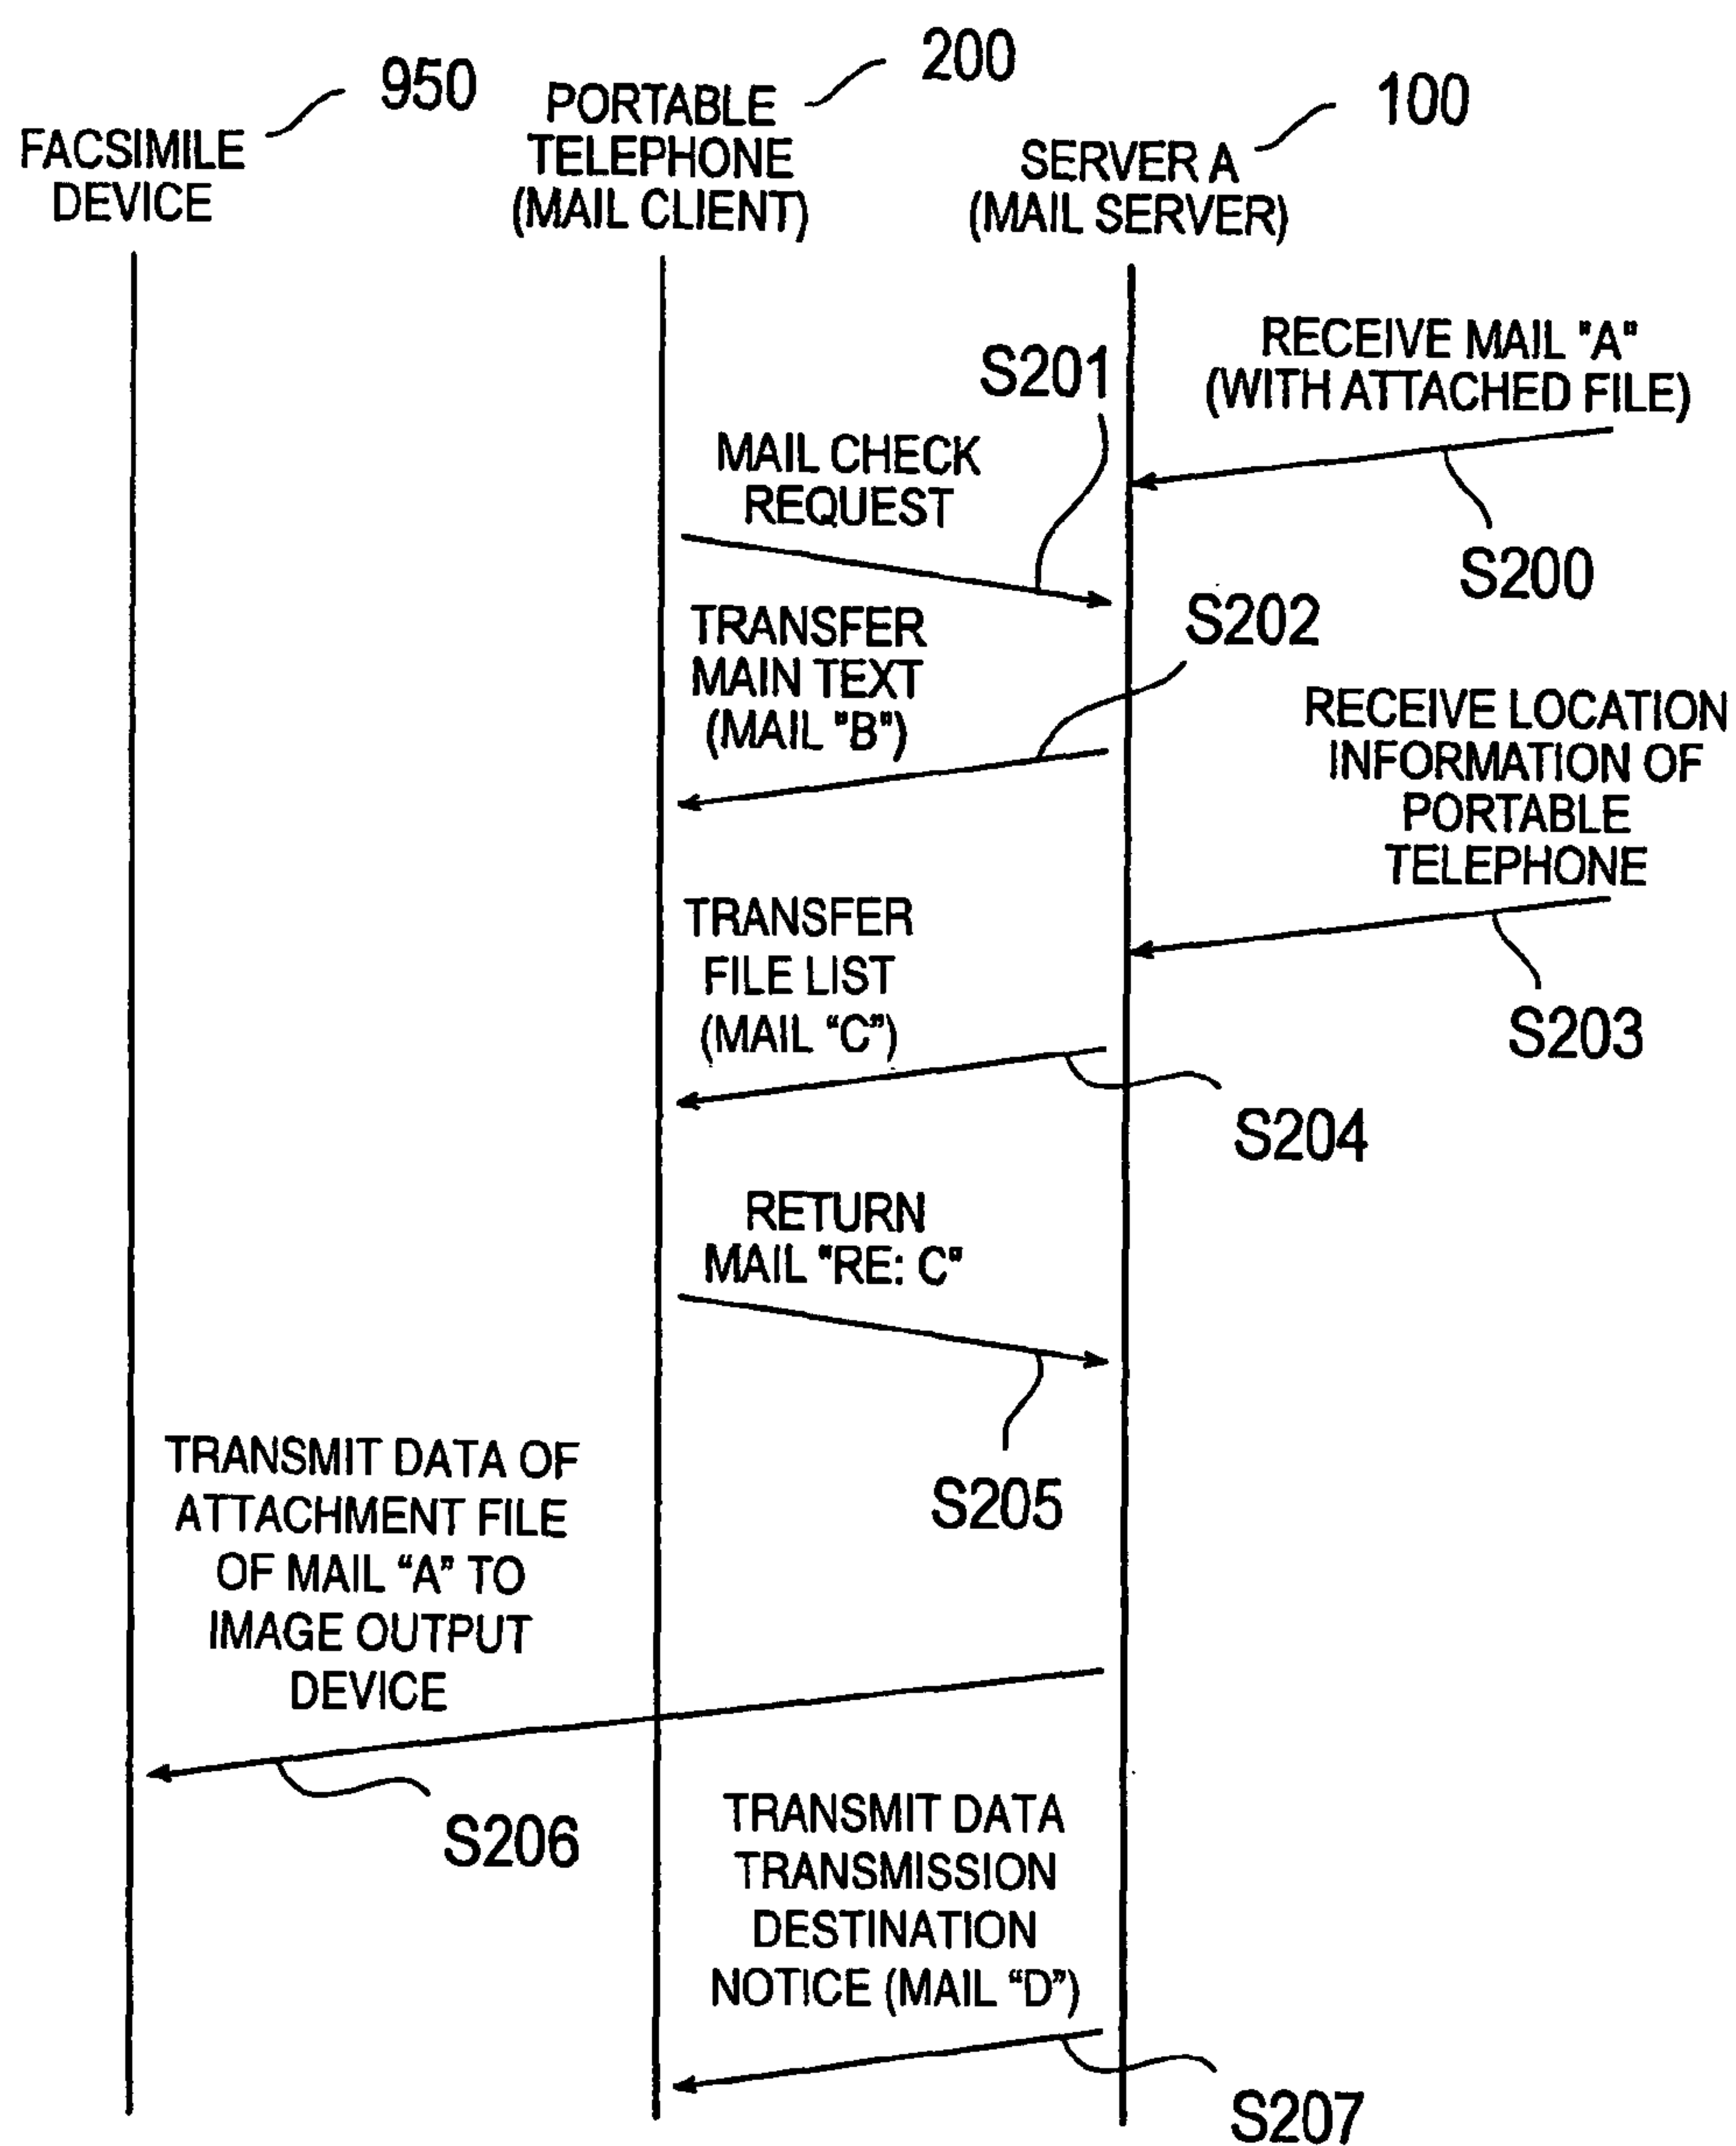 950
FACSIMILE
DEVICE
200
PORTABLE
TELEPHONE
(MAIL CLIENT)
100
SERVER A
(MAIL SERVER)
RECEIVE MAIL "A"
(WITH ATTACHED FILE)
S200
S201
MAIL CHECK
REQUEST
S202
TRANSFER
MAIN TEXT
(MAIL "B")
RECEIVE LOCATION
INFORMATION OF
PORTABLE
TELEPHONE
S203
TRANSFER
FILE LIST
(MAIL “C”)
S204
RETURN
MAIL "RE: C"
S205
TRANSMIT DATA OF
ATTACHMENT FILE
OF MAIL “A” TO
IMAGE OUTPUT
DEVICE
S206
TRANSMIT DATA
TRANSMISSION
DESTINATION
NOTICE (MAIL “D”)
S207